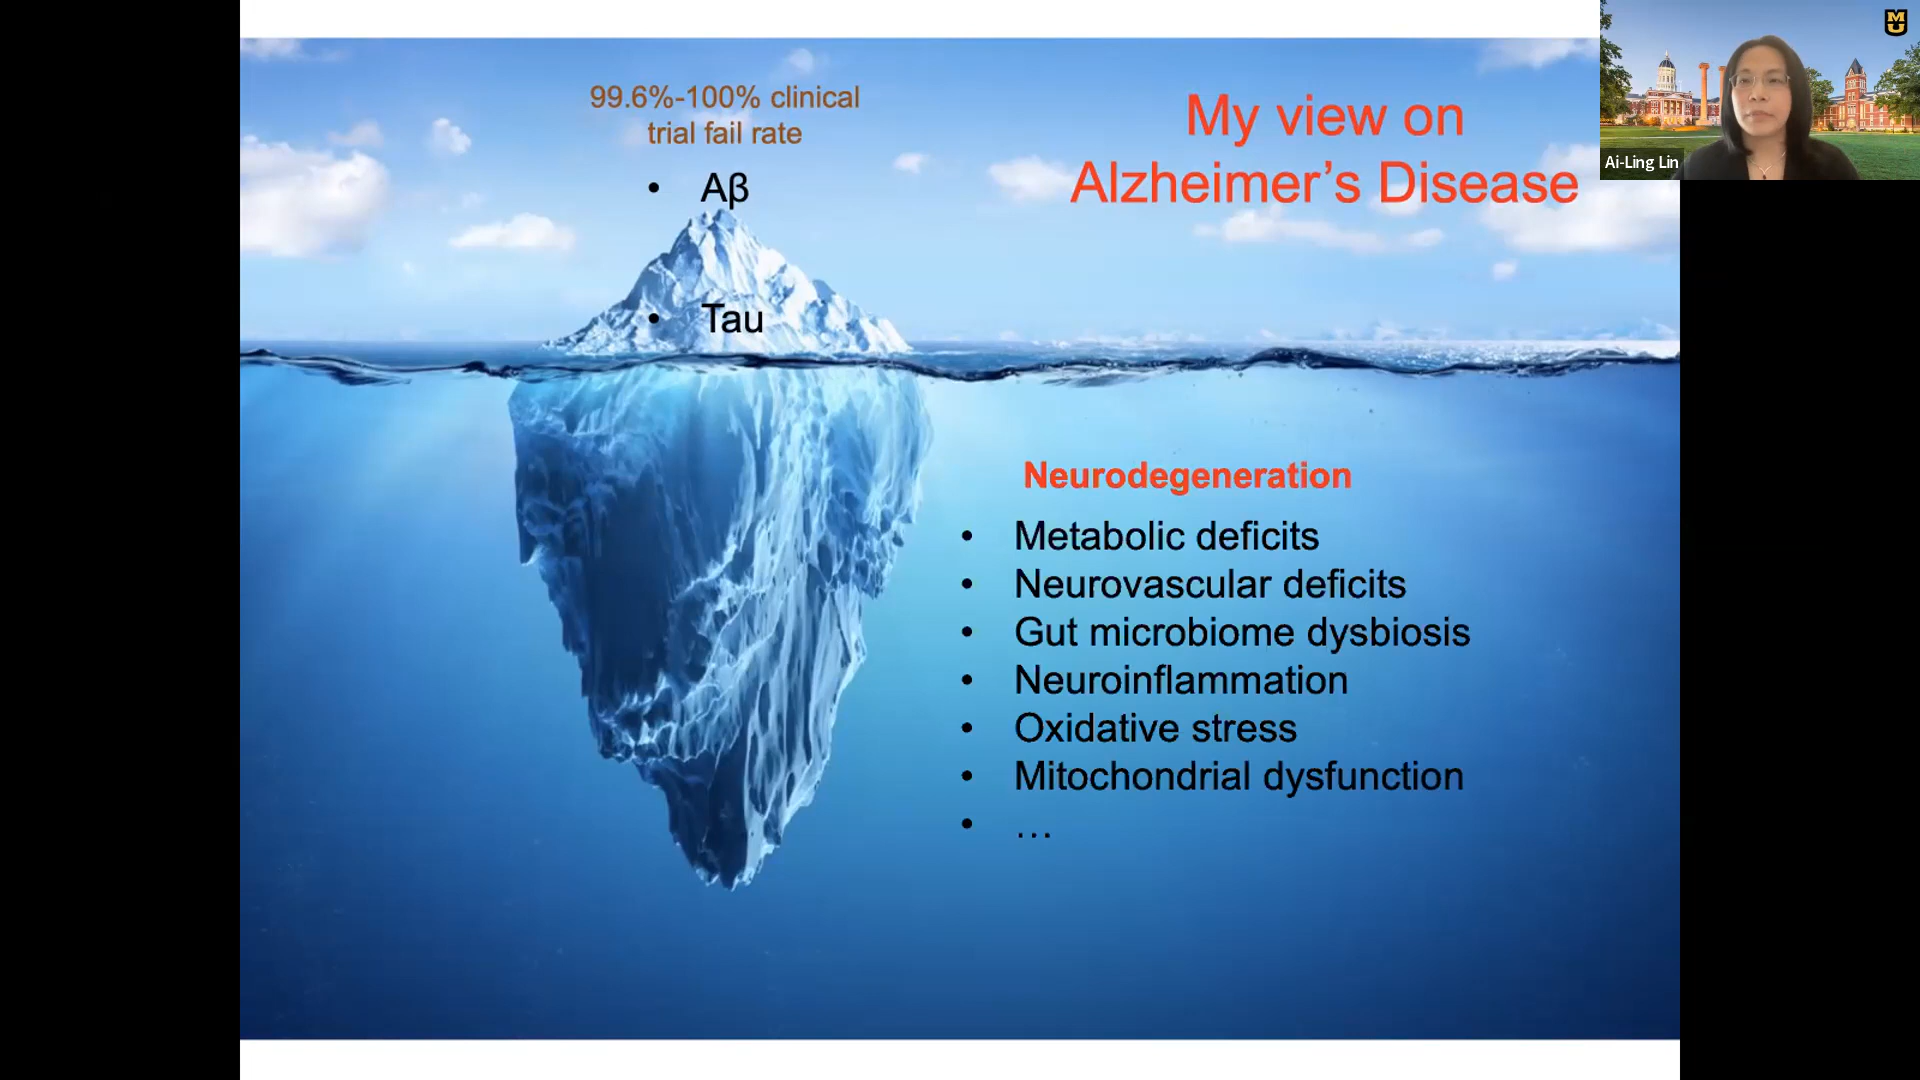 99.6%-100% clinical
trial fail rate
• Aβ
• Tau
My view on
Alzheimer’s Disease
MU
Ai-Ling Lin
Neurodegeneration
• Metabolic deficits
• Neurovascular deficits
• Gut microbiome dysbiosis
• Neuroinflammation
• Oxidative stress
• Mitochondrial dysfunction
• …